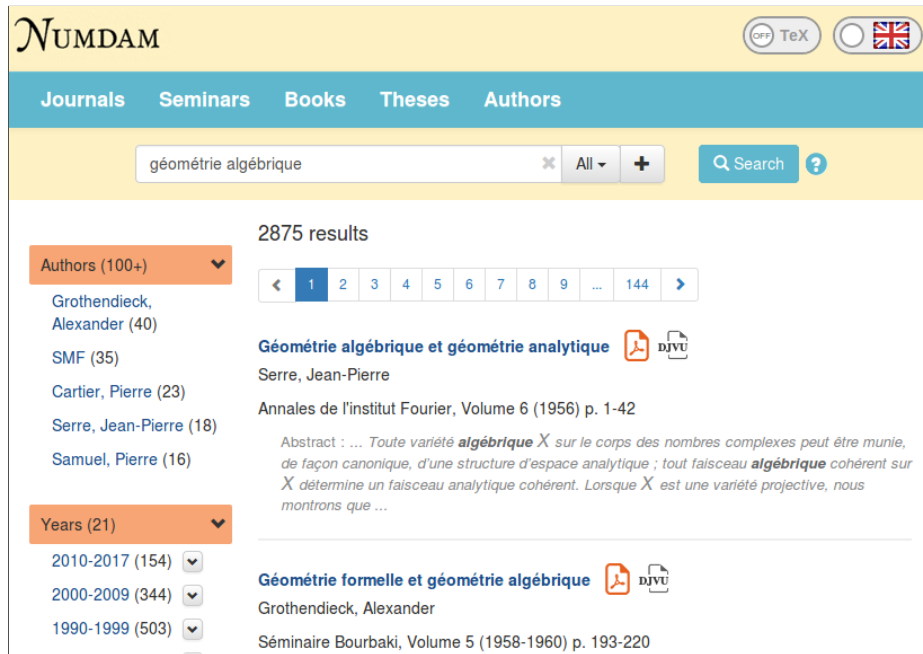 NUMDAM
OFF TeX
Journals Seminars Books Theses Authors
géométrie algébrique All + Search ?
2875 results
Authors (100+)
Grothendieck,
Alexander (40)
SMF (35)
Cartier, Pierre (23)
Serre, Jean-Pierre (18)
Samuel, Pierre (16)
Years (21)
2010-2017 (154)
2000-2009 (344)
1990-1999 (503)
1 2 3 4 5 6 7 8 9 ... 144
Géométrie algébrique et géométrie analytique DJVU
Serre, Jean-Pierre
Annales de l'institut Fourier, Volume 6 (1956) p. 1-42
Abstract : ... Toute variété algébrique X sur le corps des nombres complexes peut être munie,
de façon canonique, d'une structure d'espace analytique ; tout faisceau algébrique cohérent sur
X détermine un faisceau analytique cohérent. Lorsque X est une variété projective, nous
montrons que ...
Géométrie formelle et géométrie algébrique DJVU
Grothendieck, Alexander
Séminaire Bourbaki, Volume 5 (1958-1960) p. 193-220